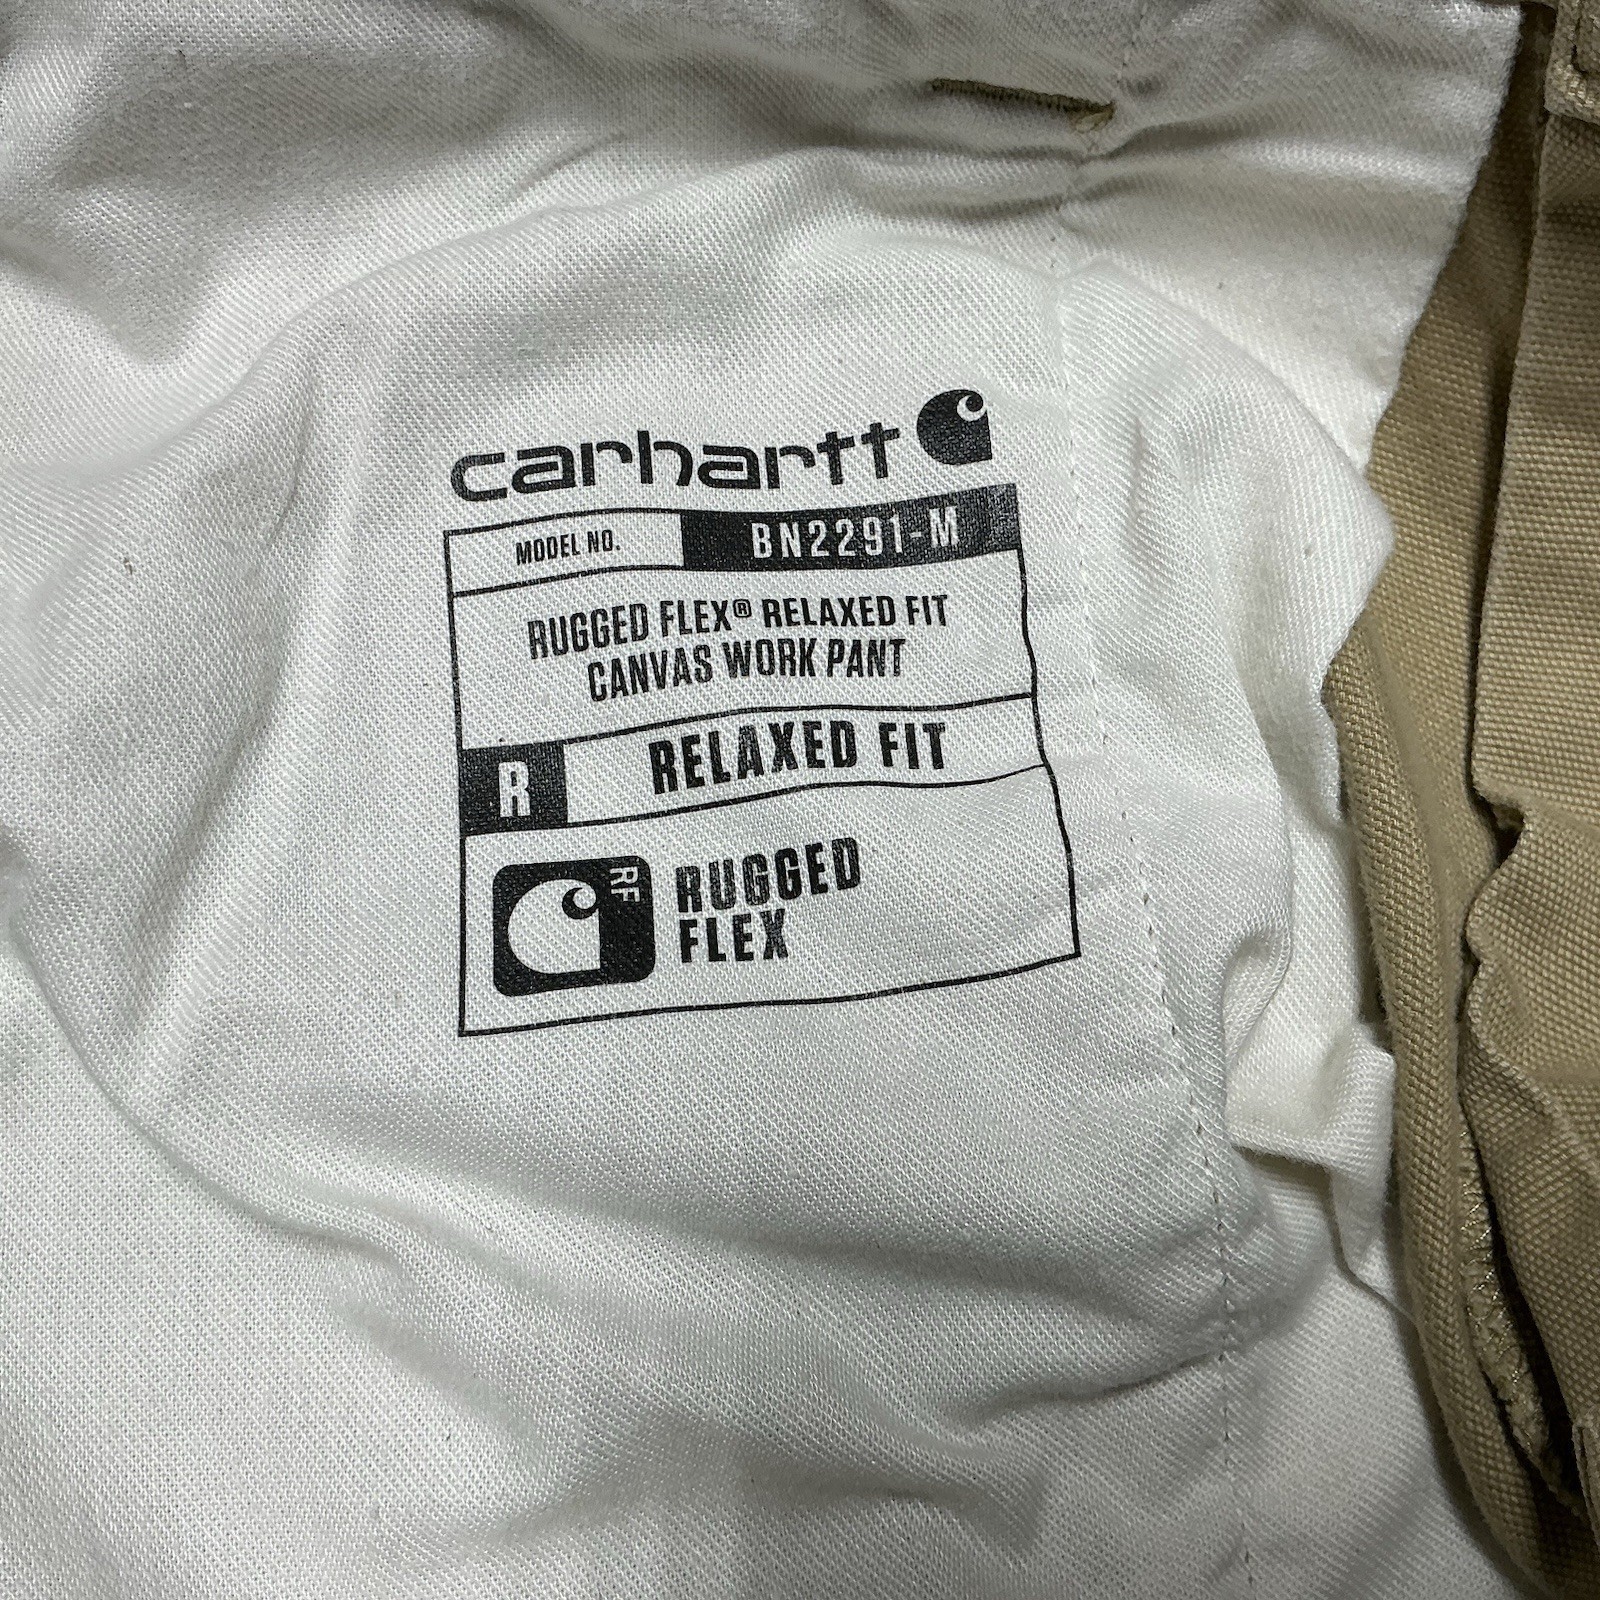 carhartt
MODEL NO. BN2291-M
RUGGED FLEX® RELAXED FIT
CANVAS WORK PANT
R RELAXED FIT
RF
RUGGED
FLEX